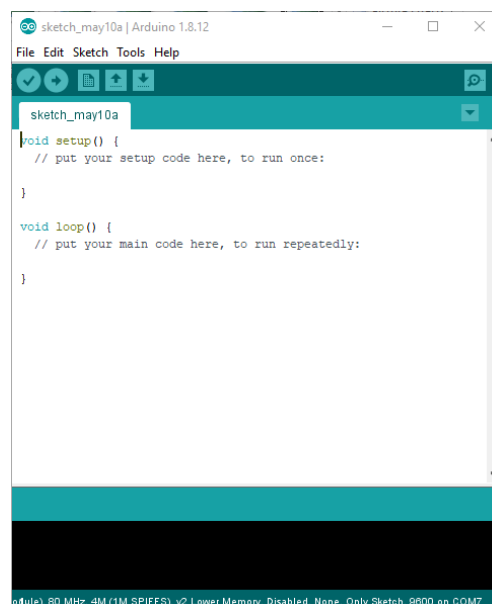 sketch_may10a | Arduino 1.8.12
File Edit Sketch Tools Help
sketch_may10a
void setup() {
// put your setup code here, to run once:
}
void loop() {
// put your main code here, to run repeatedly:
}
80 MHz, 4M (1M SPIFFS), v2 Lower Memory, Disabled, None, Only Sketch, 9600 on COM7